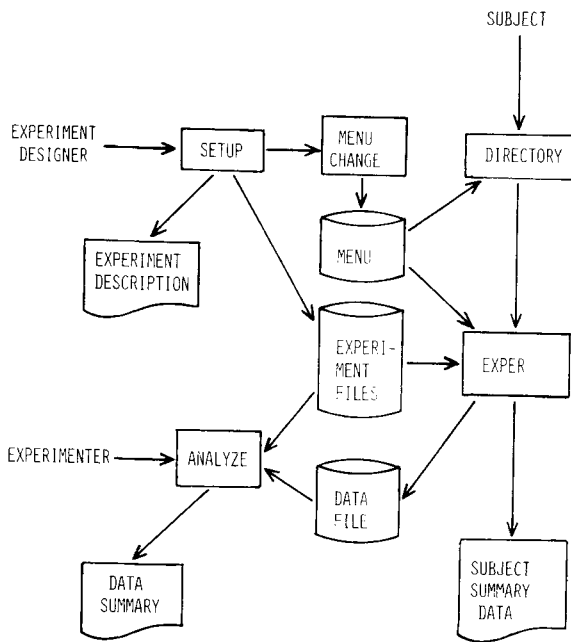 SUBJECT
EXPERIMENT
DESIGNER
SETUP
MENU
CHANGE
DIRECTORY
EXPERIMENT
DESCRIPTION
MENU
EXPERI-
MENT
FILES
EXPER
EXPERIMENTER
ANALYZE
DATA
FILE
DATA
SUMMARY
SUBJECT
SUMMARY
DATA